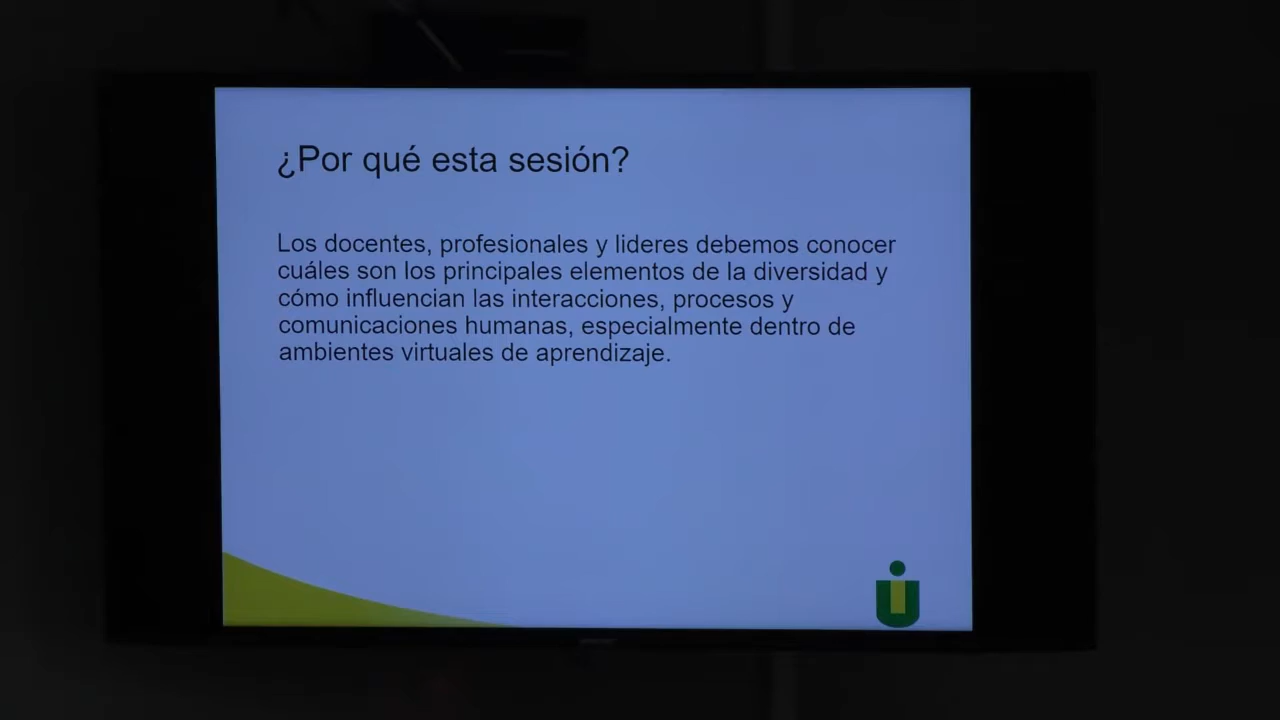 ¿Por qué esta sesión?
Los docentes, profesionales y lideres debemos conocer
cuáles son los principales elementos de la diversidad y
cómo influencian las interacciones, procesos y
comunicaciones humanas, especialmente dentro de
ambientes virtuales de aprendizaje.